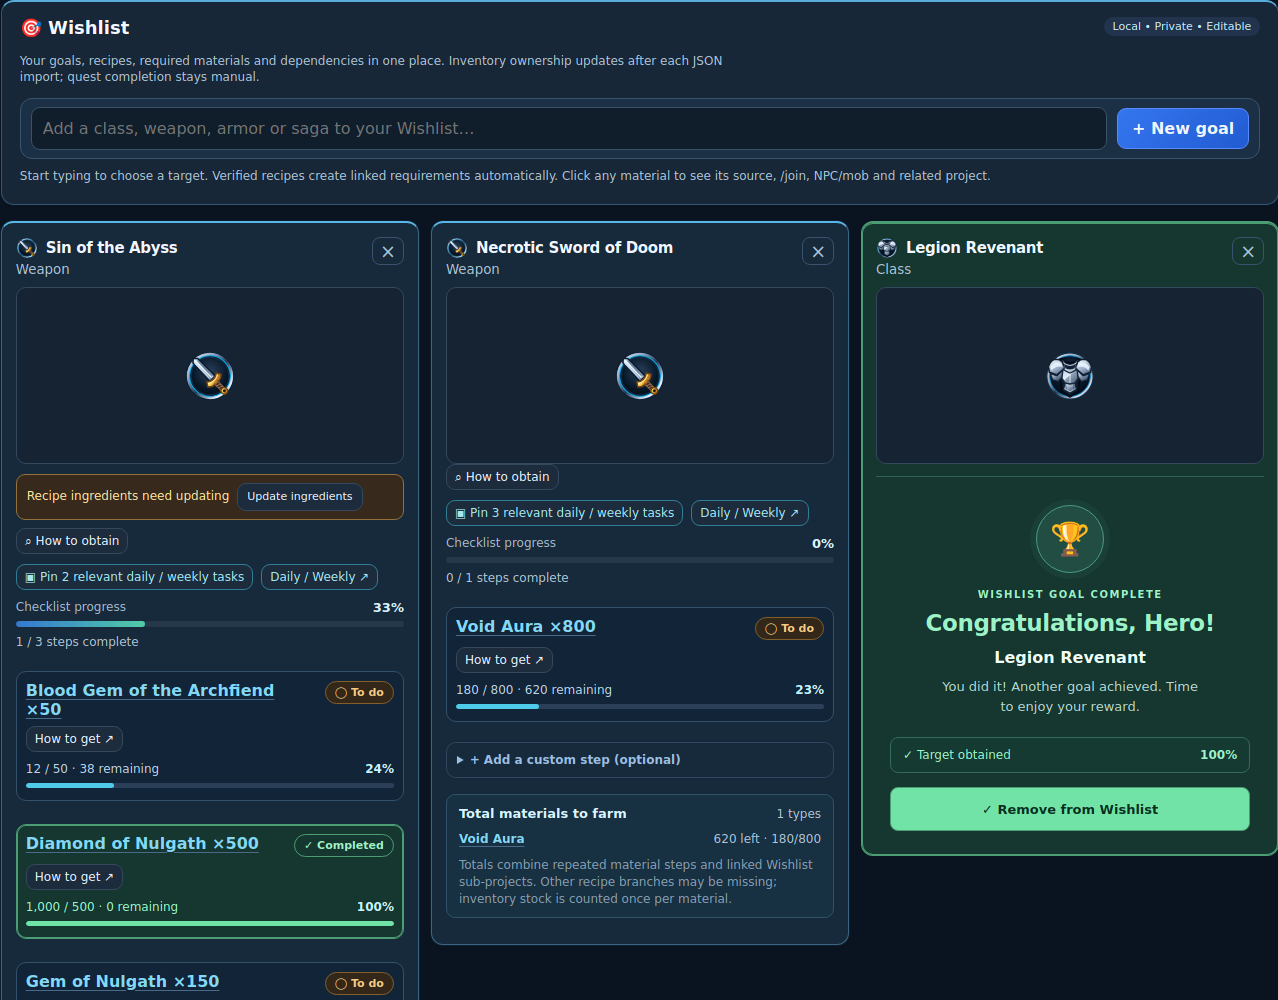 🎯 Wishlist
Local • Private • Editable
Your goals, recipes, required materials and dependencies in one place. Inventory ownership updates after each JSON
import; quest completion stays manual.
Add a class, weapon, armor or saga to your Wishlist...
+ New goal
Start typing to choose a target. Verified recipes create linked requirements automatically. Click any material to see its source, /join, NPC/mob and related project.
Sin of the Abyss
×
Weapon
Recipe ingredients need updating
Update ingredients
⌕ How to obtain
▣ Pin 2 relevant daily / weekly tasks
Daily / Weekly ↗
Checklist progress
33%
1 / 3 steps complete
Blood Gem of the Archfiend
×50
◯ To do
How to get ↗
12 / 50 · 38 remaining
24%
Diamond of Nulgath ×500
✓ Completed
How to get ↗
1,000 / 500 · 0 remaining
100%
Gem of Nulgath ×150
◯ To do
Necrotic Sword of Doom
×
Weapon
⌕ How to obtain
▣ Pin 3 relevant daily / weekly tasks
Daily / Weekly ↗
Checklist progress
0%
0 / 1 steps complete
Void Aura ×800
◯ To do
How to get ↗
180 / 800 · 620 remaining
23%
▶ + Add a custom step (optional)
Total materials to farm
1 types
Void Aura
620 left · 180/800
Totals combine repeated material steps and linked Wishlist
sub-projects. Other recipe branches may be missing;
inventory stock is counted once per material.
Legion Revenant
×
Class
WISHLIST GOAL COMPLETE
Congratulations, Hero!
Legion Revenant
You did it! Another goal achieved. Time
to enjoy your reward.
✓ Target obtained
100%
✓ Remove from Wishlist